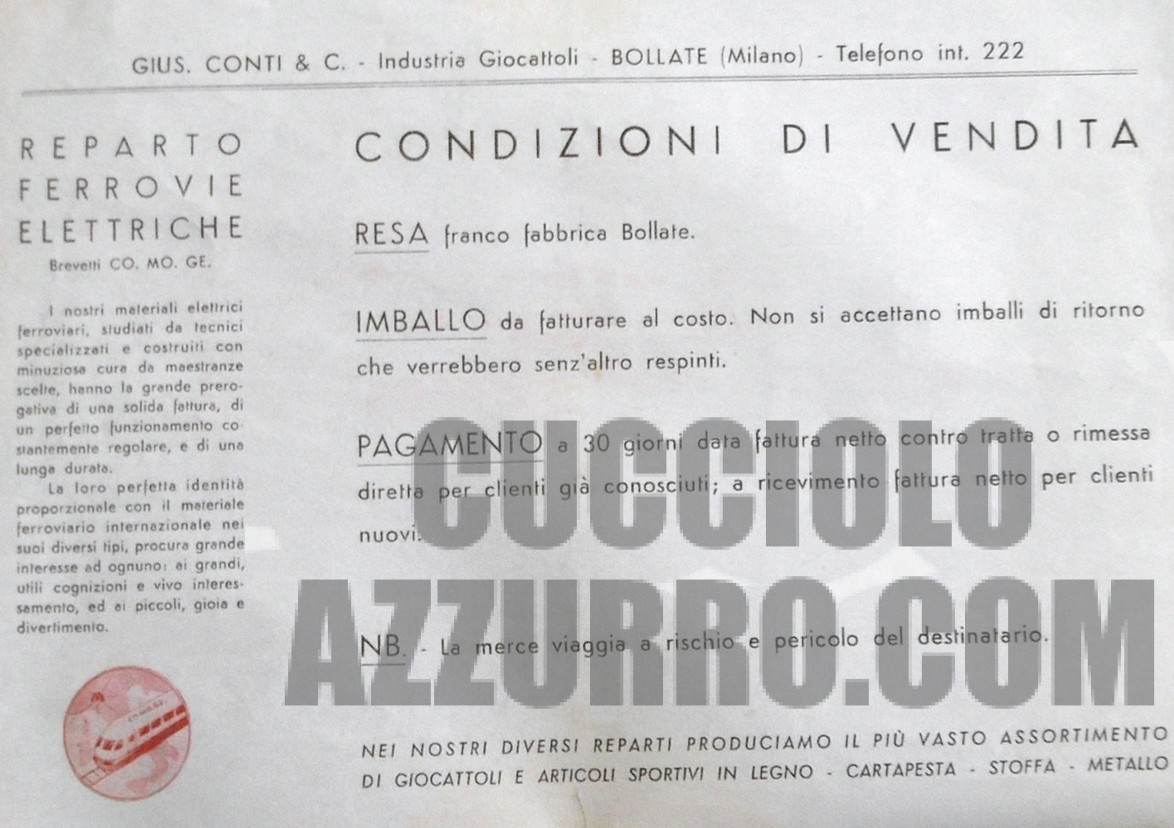 GIUS. CONTI & C. - Industria Giocattoli - BOLLATE (Milano) - Telefono int. 222
REPARTO
FERROVIE
ELETTRICHE
Brevetti CO. MO. GE.
I nostri materiali elettrici
ferroviari, studiati da tecnici
specializzati e costruiti con
minuziosa cura da maestranze
scelte, hanno la grande prero-
gativa di una solida fattura, di
un perfetto funzionamento co-
stantemente regolare, e di una
lunga durata.
La loro perfetta identità
proporzionale con il materiale
ferroviario internazionale nei
suoi diversi tipi, procura grande
interesse ad ognuno: ai grandi,
utili cognizioni e vivo interes-
samento, ed ai piccoli, gioia e
divertimento.
CONDIZIONI DI VENDITA
RESA franco fabbrica Bollate.
IMBALLO da fatturare al costo. Non si accettano imballi di ritorno
che verrebbero senz'altro respinti.
PAGAMENTO a 30 giorni data fattura netto contro tratta o rimessa
diretta per clienti già conosciuti; a ricevimento fattura netto per clienti
nuovi.
NB. - La merce viaggia a rischio e pericolo del destinatario.
NEI NOSTRI DIVERSI REPARTI PRODUCIAMO IL PIÙ VASTO ASSORTIMENTO
DI GIOCATTOLI E ARTICOLI SPORTIVI IN LEGNO - CARTAPESTA - STOFFA - METALLO
CUCCIOLO
AZZURRO.COM